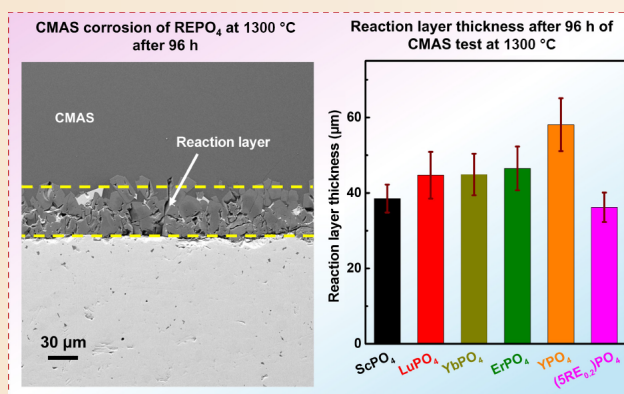 CMAS corrosion of REPO₄ at 1300 °C
after 96 h
CMAS
Reaction layer
30 μm
Reaction layer thickness after 96 h of
CMAS test at 1300 °C
Reaction layer thickness (μm)
60
40
20
0
ScPO₄
LuPO₄
YbPO₄
ErPO₄
YPO₄
(5RE₀.₂)PO₄